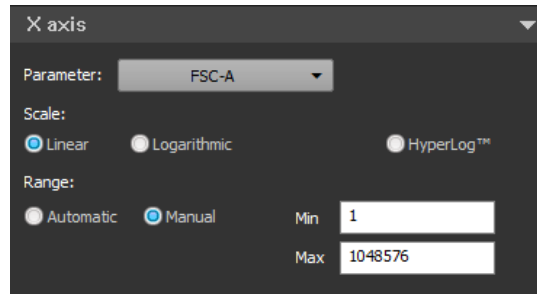 X axis
Parameter: FSC-A
Scale:
Linear Logarithmic HyperLog™
Range:
Automatic Manual Min 1
Max 1048576